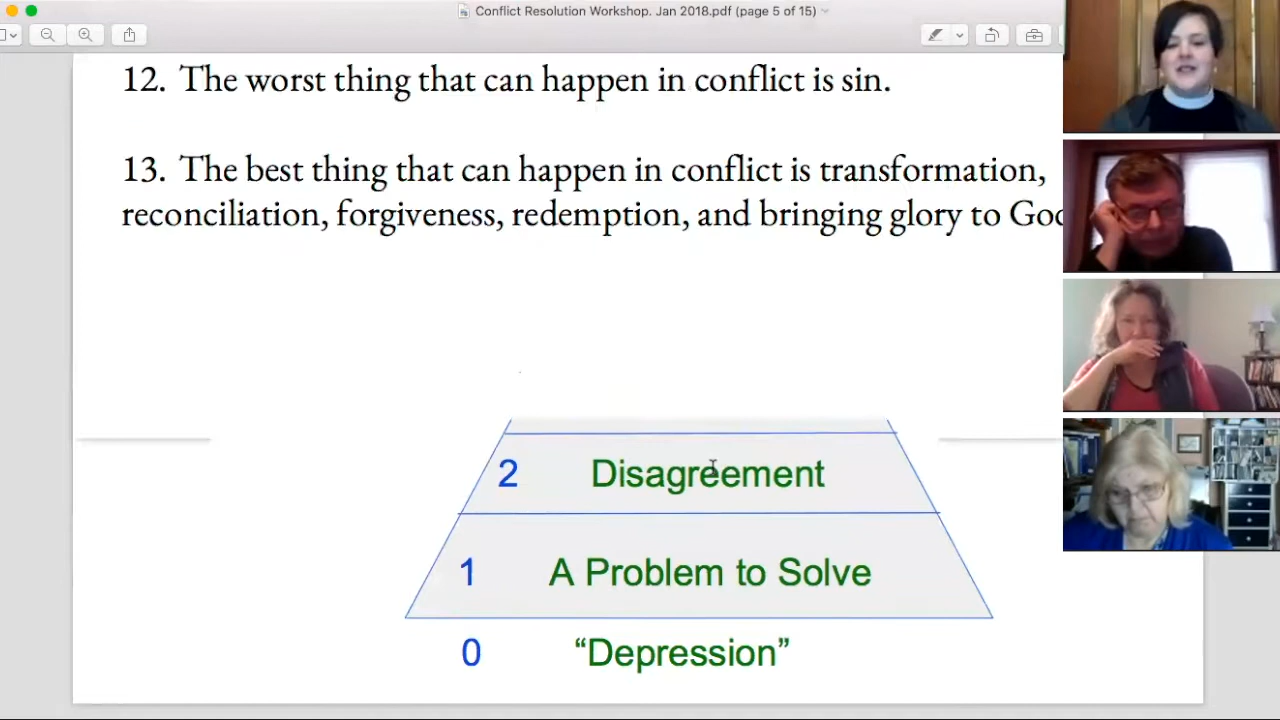 Conflict Resolution Workshop. Jan 2018.pdf (page 5 of 15)
12. The worst thing that can happen in conflict is sin.
13. The best thing that can happen in conflict is transformation,
reconciliation, forgiveness, redemption, and bringing glory to God
2 Disagreement
1 A Problem to Solve
0 “Depression”